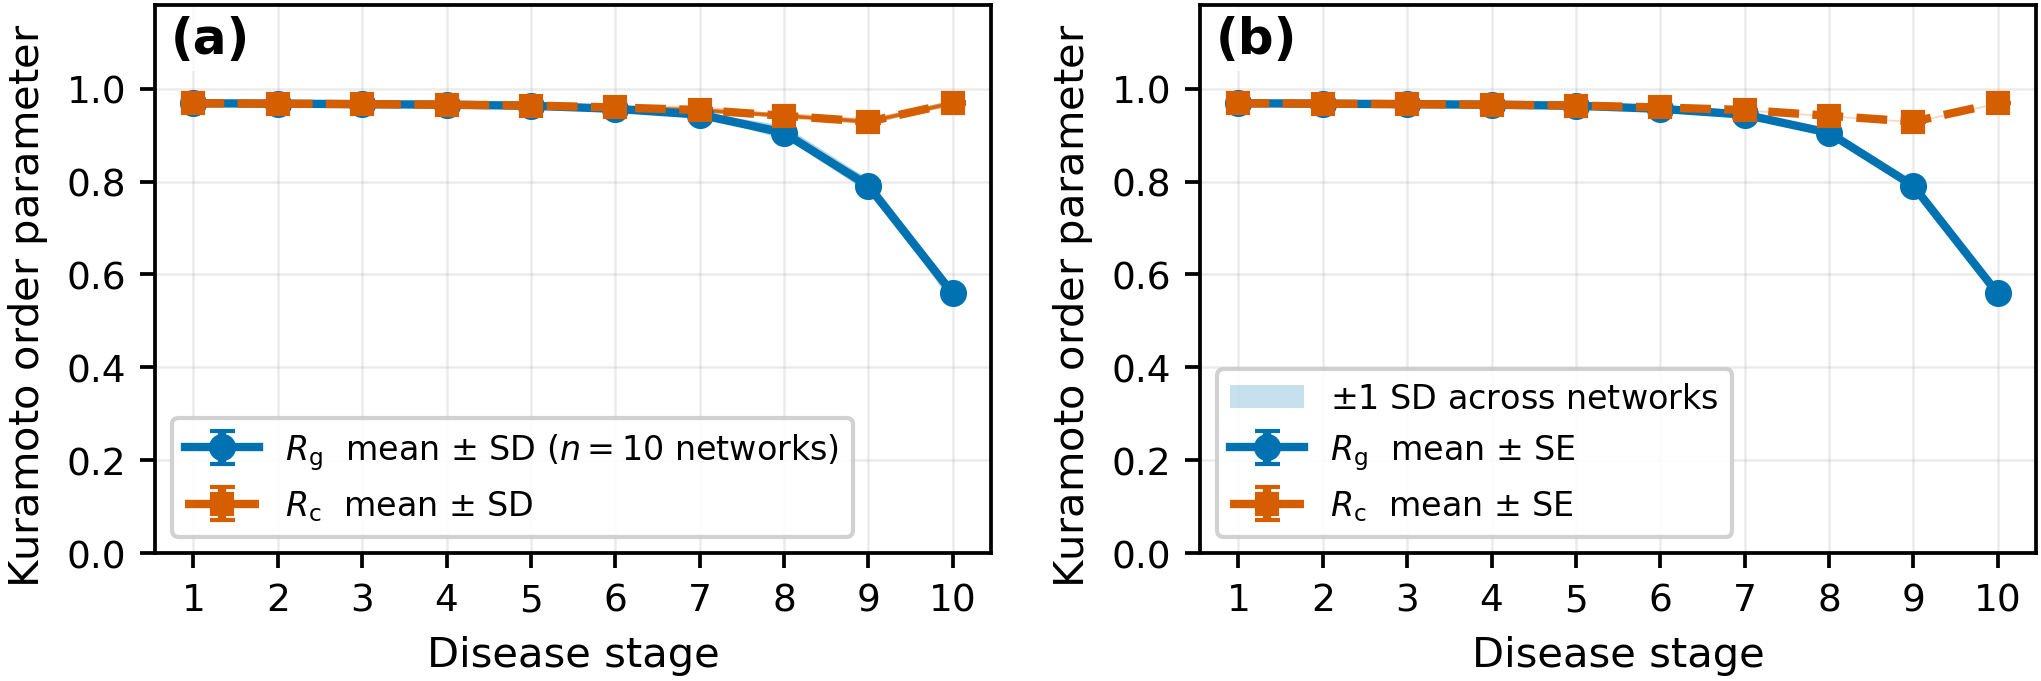 (a)
Kuramoto order parameter
1.0
0.8
0.6
0.4
0.2
0.0
R_g mean ± SD (n = 10 networks)
R_c mean ± SD
1 2 3 4 5 6 7 8 9 10
Disease stage
(b)
Kuramoto order parameter
1.0
0.8
0.6
0.4
0.2
0.0
±1 SD across networks
R_g mean ± SE
R_c mean ± SE
1 2 3 4 5 6 7 8 9 10
Disease stage